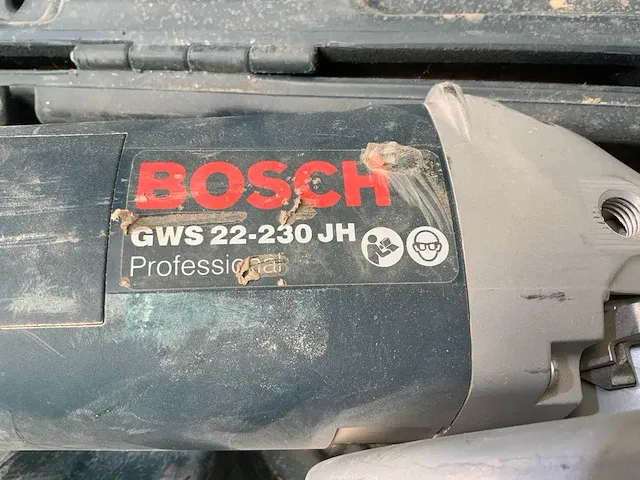 BOSCH
GWS 22-230 JH
Professional